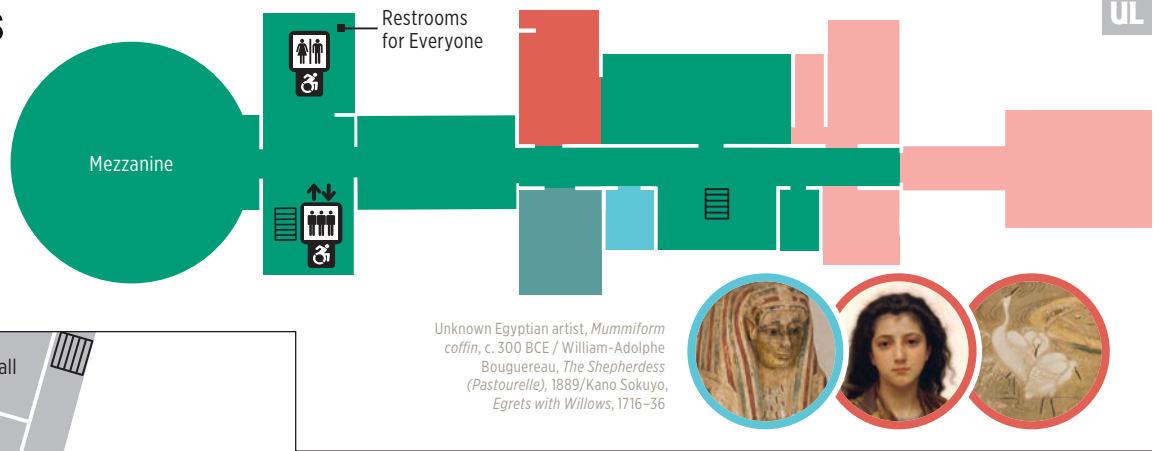 S
UL
Restrooms
for Everyone
Mezzanine
all
Unknown Egyptian artist, Mummiform
coffin, c. 300 BCE / William-Adolphe
Bouguereau, The Shepherdess
(Pastourelle), 1889/Kano Sokuyo,
Egrets with Willows, 1716–36